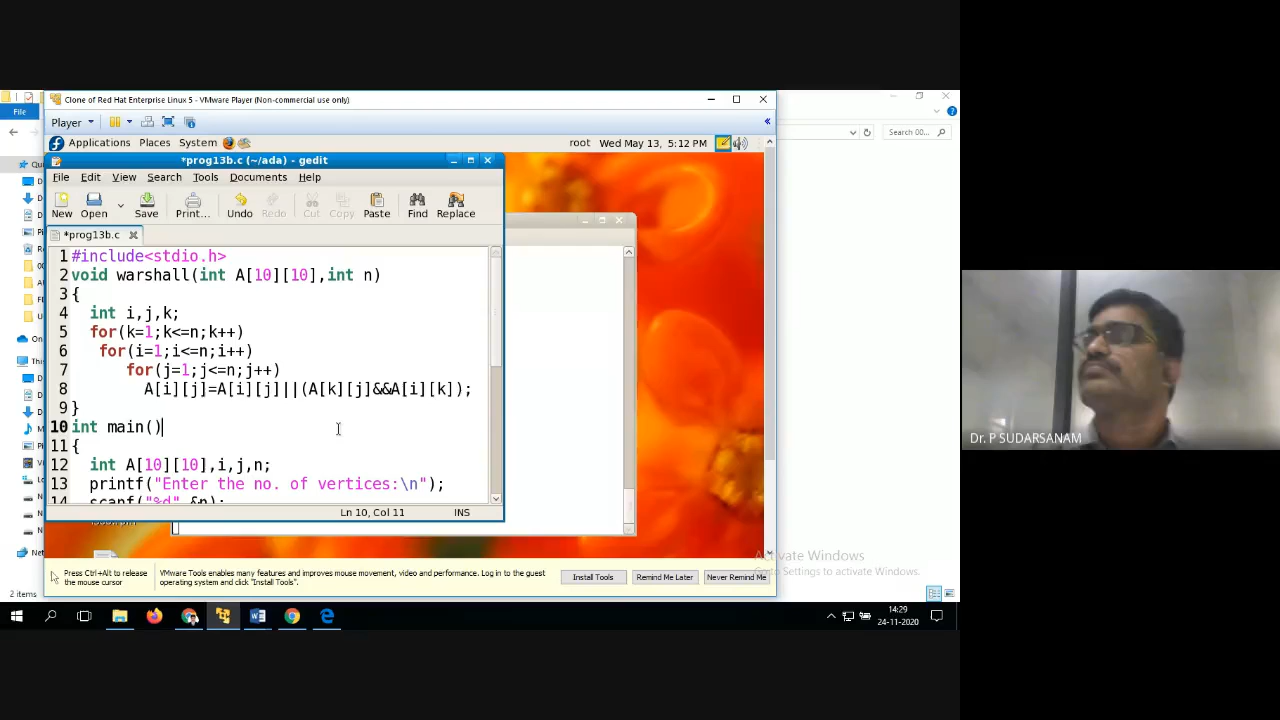 File
Clone of Red Hat Enterprise Linux 5 - VMware Player (Non-commercial use only)
Player
Search 00...
Applications Places System root Wed May 13, 5:12 PM
*prog13b.c (~/ada) - gedit
File Edit View Search Tools Documents Help
New Open Save Print... Undo Redo Cut Copy Paste Find Replace
*prog13b.c
1 #include<stdio.h>
2 void warshall(int A[10][10],int n)
3 {
4 int i,j,k;
5 for(k=1;k<=n;k++)
6 for(i=1;i<=n;i++)
7 for(j=1;j<=n;j++)
8 A[i][j]=A[i][j]||(A[k][j]&&A[i][k]);
9 }
10 int main()
11 {
12 int A[10][10],i,j,n;
13 printf("Enter the no. of vertices:\n");
14 scanf("%d",&n);
Ln 10, Col 11 INS
Dr. P SUDARSANAM
Activate Windows
Go to Settings to activate Windows.
Press Ctrl+Alt to release
the mouse cursor
VMware Tools enables many features and improves mouse movement, video and performance. Log in to the guest
operating system and click "Install Tools".
Install Tools Remind Me Later Never Remind Me
2 items
14:29
24-11-2020